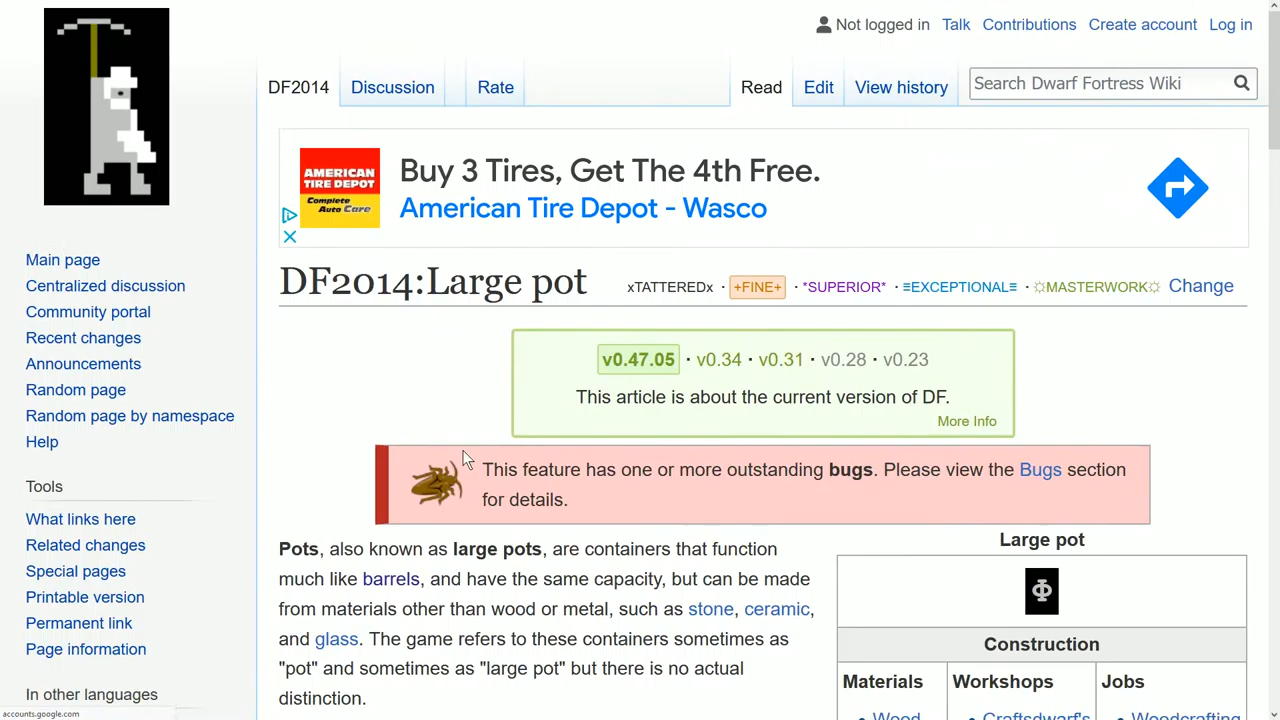 Not logged in Talk Contributions Create account Log in
DF2014 Discussion Rate Read Edit View history Search Dwarf Fortress Wiki
AMERICAN
TIRE DEPOT
Complete
Auto Care
Buy 3 Tires, Get The 4th Free.
American Tire Depot - Wasco
Main page
Centralized discussion
Community portal
Recent changes
Announcements
Random page
Random page by namespace
Help
Tools
What links here
Related changes
Special pages
Printable version
Permanent link
Page information
In other languages
accounts.google.com
DF2014:Large pot xTATTEREDx · +FINE+ · *SUPERIOR* · ≡EXCEPTIONAL≡ · ☼MASTERWORK☼ Change
v0.47.05 · v0.34 · v0.31 · v0.28 · v0.23
This article is about the current version of DF.
More Info
This feature has one or more outstanding bugs. Please view the Bugs section
for details.
Pots, also known as large pots, are containers that function
much like barrels, and have the same capacity, but can be made
from materials other than wood or metal, such as stone, ceramic,
and glass. The game refers to these containers sometimes as
"pot" and sometimes as "large pot" but there is no actual
distinction.
Large pot
Φ
Construction
Materials Workshops Jobs
• Wood • Craftsdwarf's • Woodcrafting